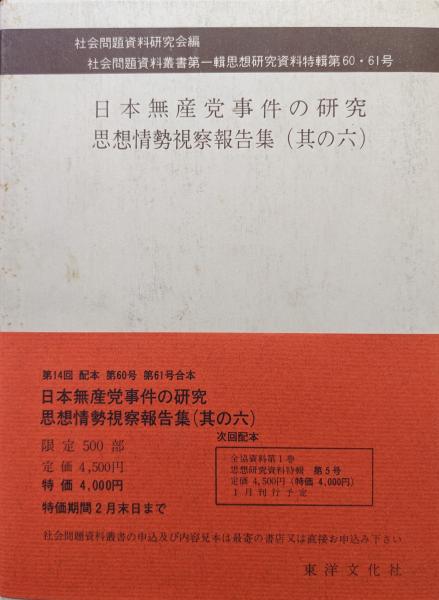 社会問題資料研究会編
社会問題資料叢書第一輯思想研究資料特輯第60・61号
日本無産党事件の研究
思想情勢視察報告集（其の六）
第14回 配本 第60号 第61号合本
日本無産党事件の研究
思想情勢視察報告集(其の六)
限定500部
定価4,500円
特価4,000円
特価期間2月末日まで
次回配本
全協資料第1巻
思想研究資料特輯 第5号
定価4,500円(特価4,000円)
1月刊行予定
社会問題資料叢書の申込及び内容見本は最寄の書店又は直接お申込み下さい
東洋文化社